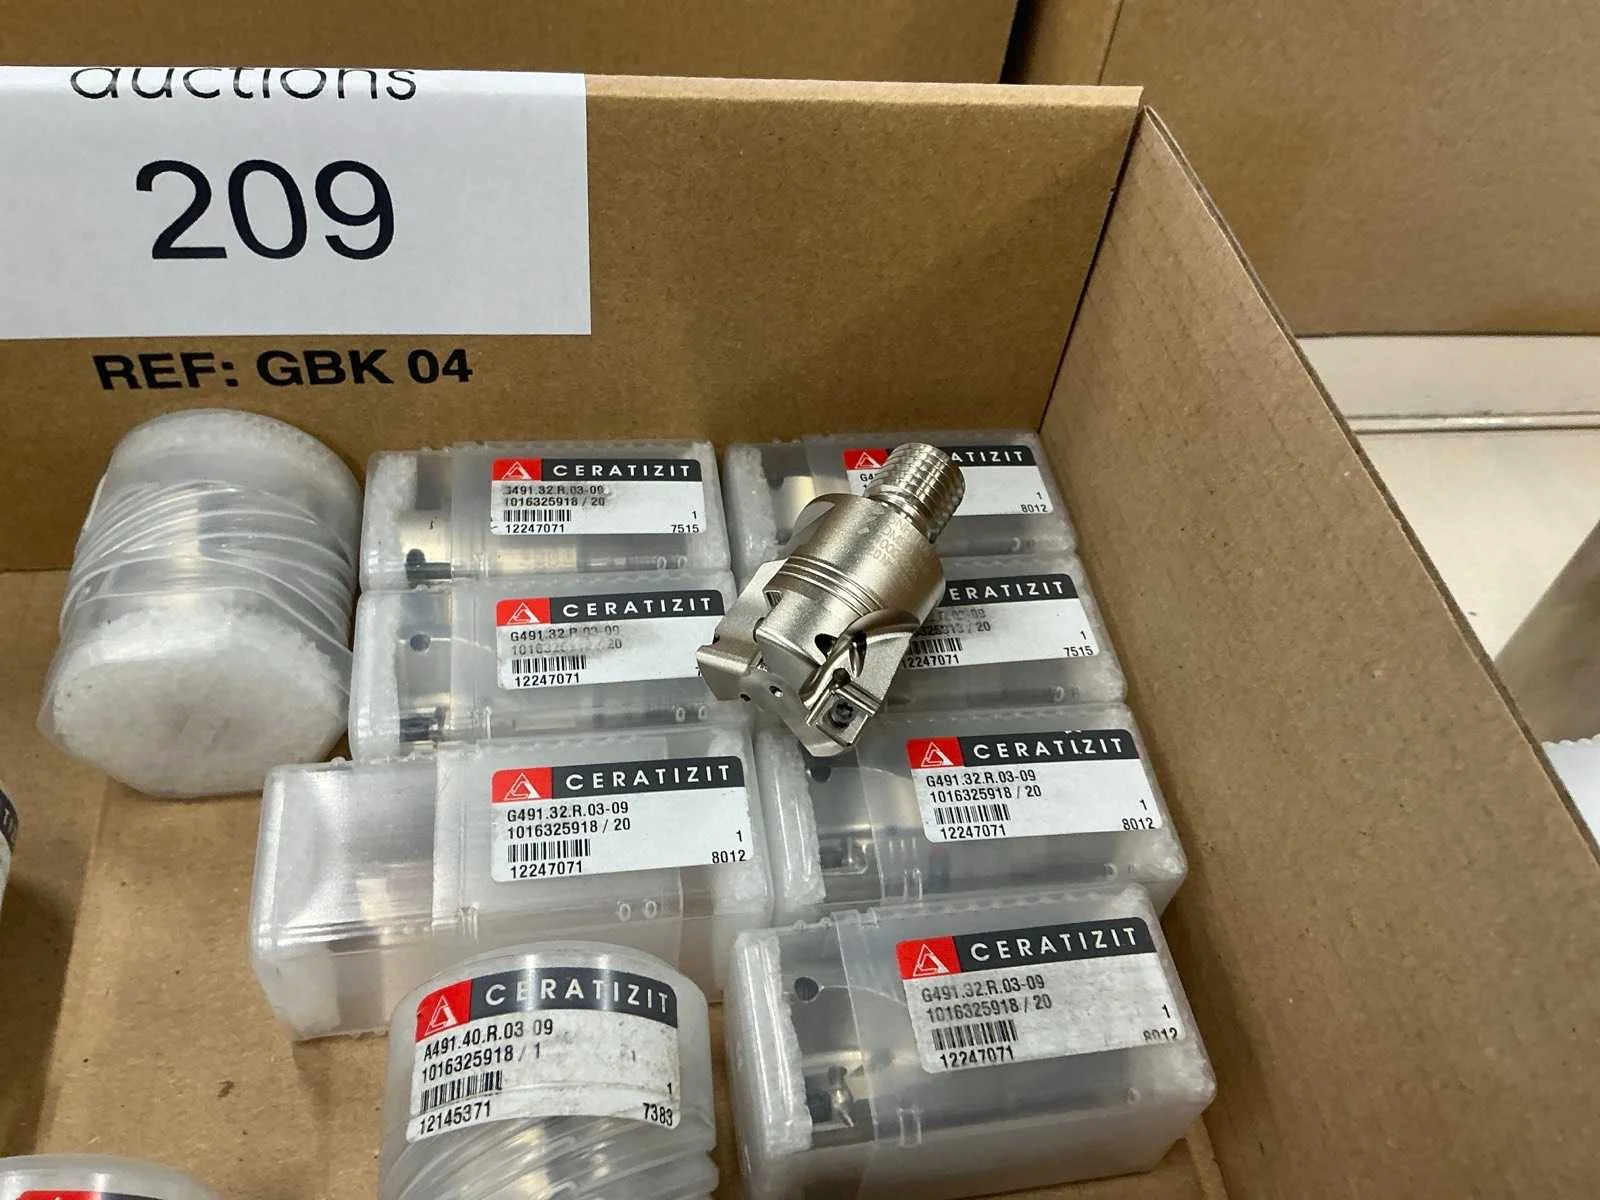 auctions
209
REF: GBK 04
CERATIZIT
G491.32.R.03-09
1016325918 / 20
1
12247071
7515
1
8012
CERATIZIT
G491.32.R.03-09
12247071
ERATIZIT
1
12247071
7515
CERATIZIT
G491.32.R.03-09
1016325918 / 20
1
12247071
8012
CERATIZIT
G491.32.R.03-09
1016325918 / 20
1
12247071
8012
CERATIZIT
A491.40.R.03-09
1016325918 / 1
1
12145371
7383
CERATIZIT
G491.32.R.03-09
1016325918 / 20
1
12247071
8012